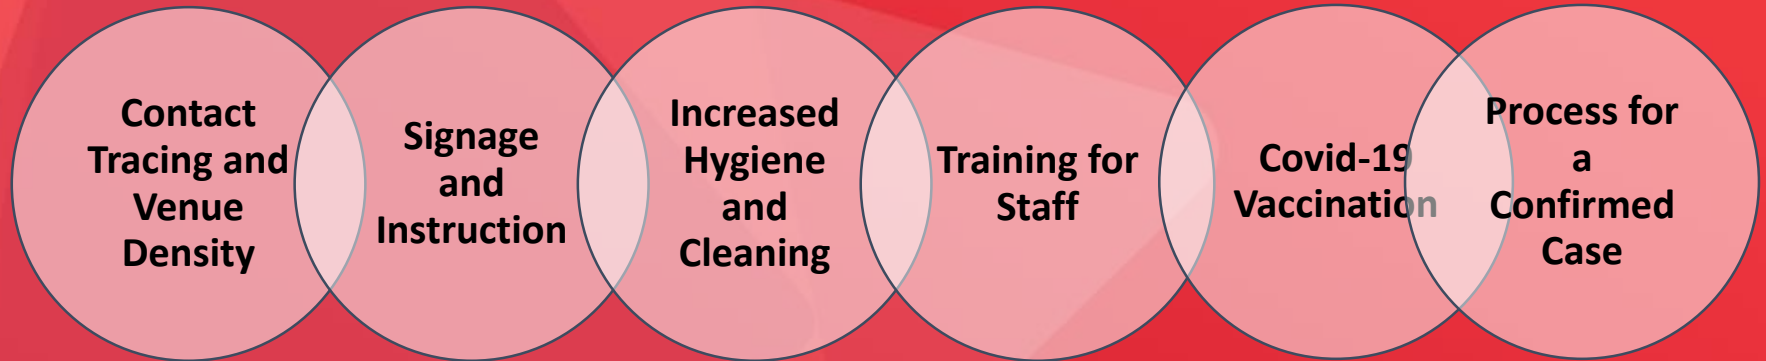 Contact
Tracing and
Venue
Density
Signage
and
Instruction
Increased
Hygiene
and
Cleaning
Training for
Staff
Covid-19
Vaccination
Process for
a
Confirmed
Case